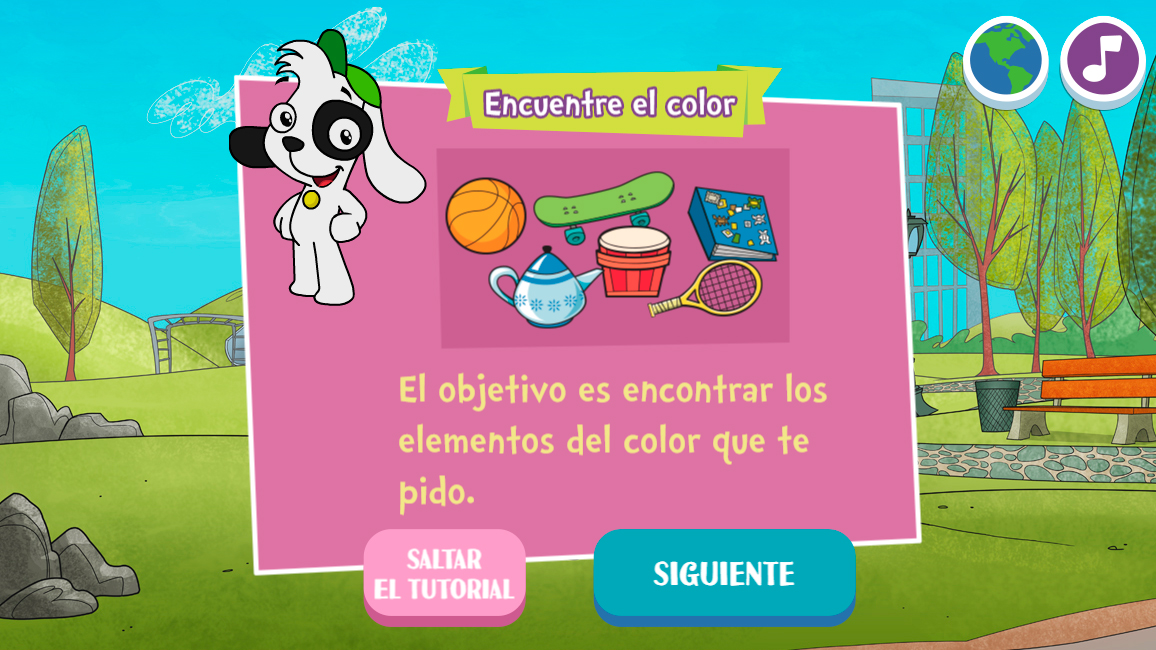 Encuentre el color
El objetivo es encontrar los
elementos del color que te
pido.
SALTAR
EL TUTORIAL
SIGUIENTE